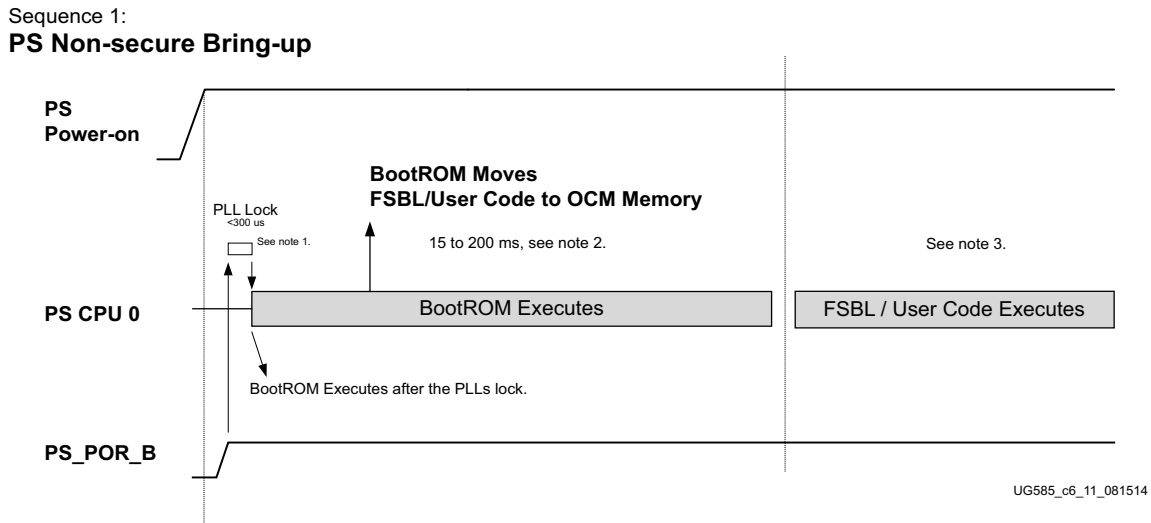 Sequence 1:
PS Non-secure Bring-up
PS
Power-on
BootROM Moves
FSBL/User Code to OCM Memory
PLL Lock
<300 us
See note 1.
15 to 200 ms, see note 2.
See note 3.
PS CPU 0
BootROM Executes
FSBL / User Code Executes
BootROM Executes after the PLLs lock.
PS_POR_B
UG585_c6_11_081514